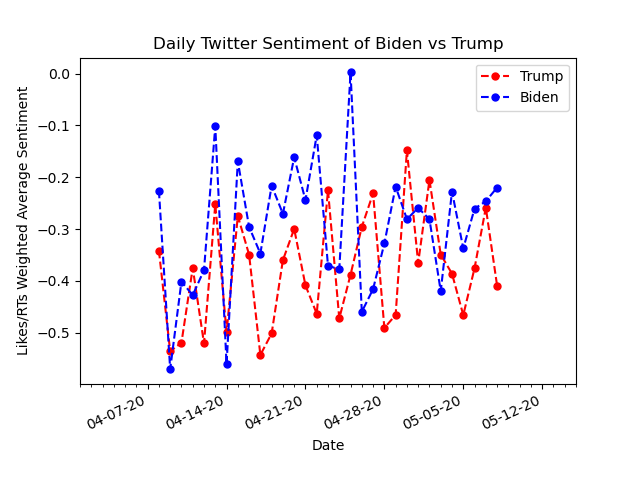 Daily Twitter Sentiment of Biden vs Trump
Trump
Biden
Likes/RTs Weighted Average Sentiment
0.0
−0.1
−0.2
−0.3
−0.4
−0.5
04-07-20
04-14-20
04-21-20
04-28-20
05-05-20
05-12-20
Date